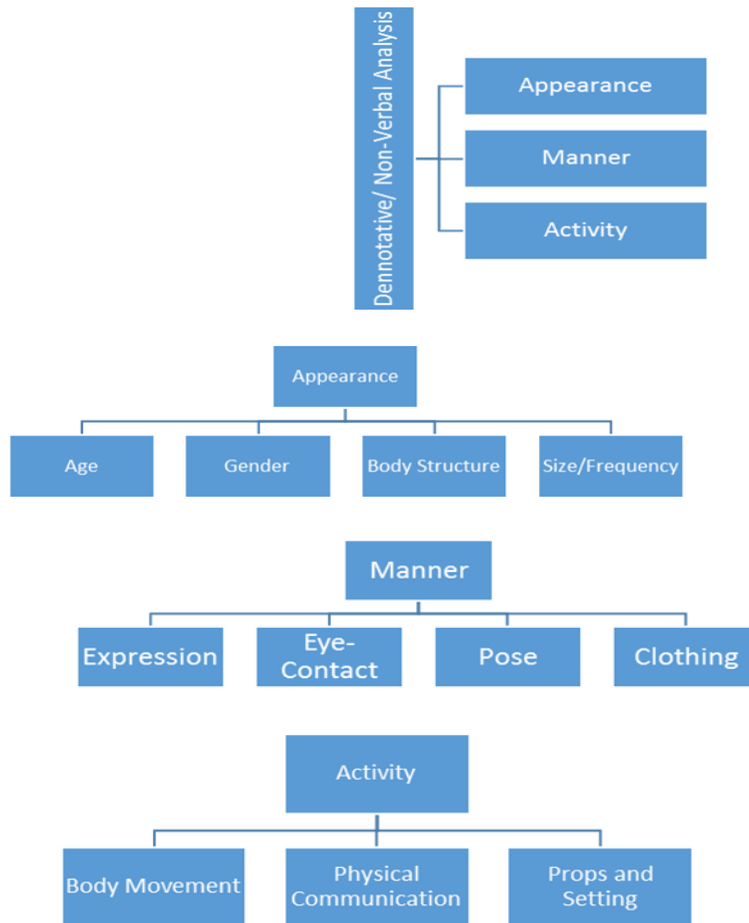 Dennotative/ Non-Verbal Analysis
Appearance
Manner
Activity
Appearance
Age
Gender
Body Structure
Size/Frequency
Manner
Expression
Eye-
Contact
Pose
Clothing
Activity
Body Movement
Physical
Communication
Props and
Setting